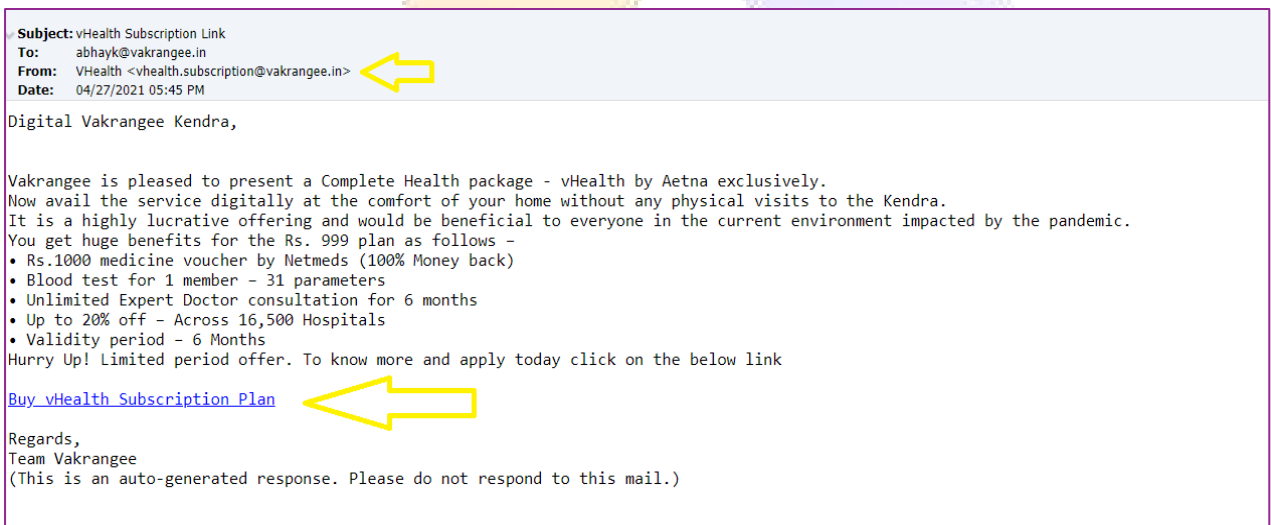 Subject: vHealth Subscription Link
To: abhayk@vakrangee.in
From: VHealth <vhealth.subscription@vakrangee.in>
Date: 04/27/2021 05:45 PM
Digital Vakrangee Kendra,
Vakrangee is pleased to present a Complete Health package - vHealth by Aetna exclusively.
Now avail the service digitally at the comfort of your home without any physical visits to the Kendra.
It is a highly lucrative offering and would be beneficial to everyone in the current environment impacted by the pandemic.
You get huge benefits for the Rs. 999 plan as follows –
• Rs.1000 medicine voucher by Netmeds (100% Money back)
• Blood test for 1 member – 31 parameters
• Unlimited Expert Doctor consultation for 6 months
• Up to 20% off – Across 16,500 Hospitals
• Validity period – 6 Months
Hurry Up! Limited period offer. To know more and apply today click on the below link
Buy vHealth Subscription Plan
Regards,
Team Vakrangee
(This is an auto-generated response. Please do not respond to this mail.)